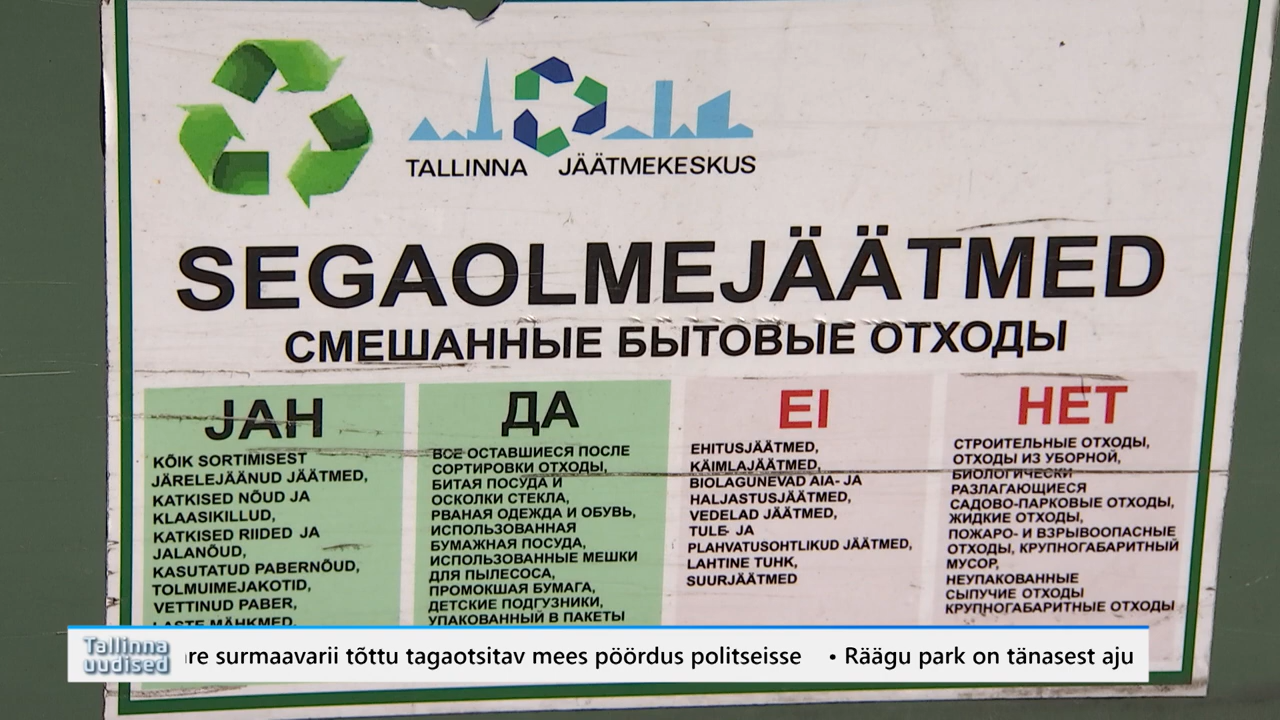 TALLINNA JÄÄTMEKESKUS
SEGAOLMEJÄÄTMED
СМЕШАННЫЕ БЫТОВЫЕ ОТХОДЫ
JAH
KÕIK SORTIMISEST
JÄRELEJÄÄNUD JÄÄTMED,
KATKISED NÕUD JA
KLAASIKILLUD,
KATKISED RIIDED JA
JALANÕUD,
KASUTATUD PABERNÕUD,
TOLMUIMEJAKOTID,
VETTINUD PABER,
LASTE MÄHKMED,
ДА
ВСЕ ОСТАВШИЕСЯ ПОСЛЕ
СОРТИРОВКИ ОТХОДЫ,
БИТАЯ ПОСУДА И
ОСКОЛКИ СТЕКЛА,
РВАНАЯ ОДЕЖДА И ОБУВЬ,
ИСПОЛЬЗОВАННАЯ
БУМАЖНАЯ ПОСУДА,
ИСПОЛЬЗОВАННЫЕ МЕШКИ
ДЛЯ ПЫЛЕСОСА,
ПРОМОКШАЯ БУМАГА,
ДЕТСКИЕ ПОДГУЗНИКИ,
УПАКОВАННЫЙ В ПАКЕТЫ
EI
EHITUSJÄÄTMED,
KÄIMLAJÄÄTMED,
BIOLAGUNEVAD AIA- JA
HALJASTUSJÄÄTMED,
VEDELAD JÄÄTMED,
TULE- JA
PLAHVATUSOHTLIKUD JÄÄTMED,
LAHTINE TUHK,
SUURJÄÄTMED
НЕТ
СТРОИТЕЛЬНЫЕ ОТХОДЫ,
ОТХОДЫ ИЗ УБОРНОЙ,
БИОЛОГИЧЕСКИ
РАЗЛАГАЮЩИЕСЯ
САДОВО-ПАРКОВЫЕ ОТХОДЫ,
ЖИДКИЕ ОТХОДЫ,
ПОЖАРО- И ВЗРЫВООПАСНЫЕ
ОТХОДЫ, КРУПНОГАБАРИТНЫЙ
МУСОР,
НЕУПАКОВАННЫЕ
СЫПУЧИЕ ОТХОДЫ
КРУПНОГАБАРИТНЫЕ ОТХОДЫ
Tallinna
uudised
are surmaavarii tõttu tagaotsitav mees pöördus politseisse • Räägu park on tänasest aju